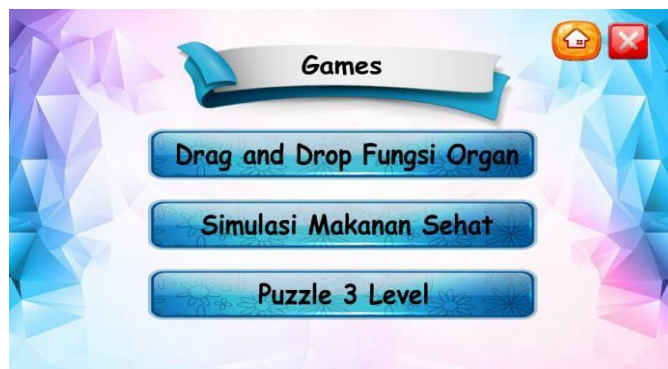 Games
Drag and Drop Fungsi Organ
Simulasi Makanan Sehat
Puzzle 3 Level